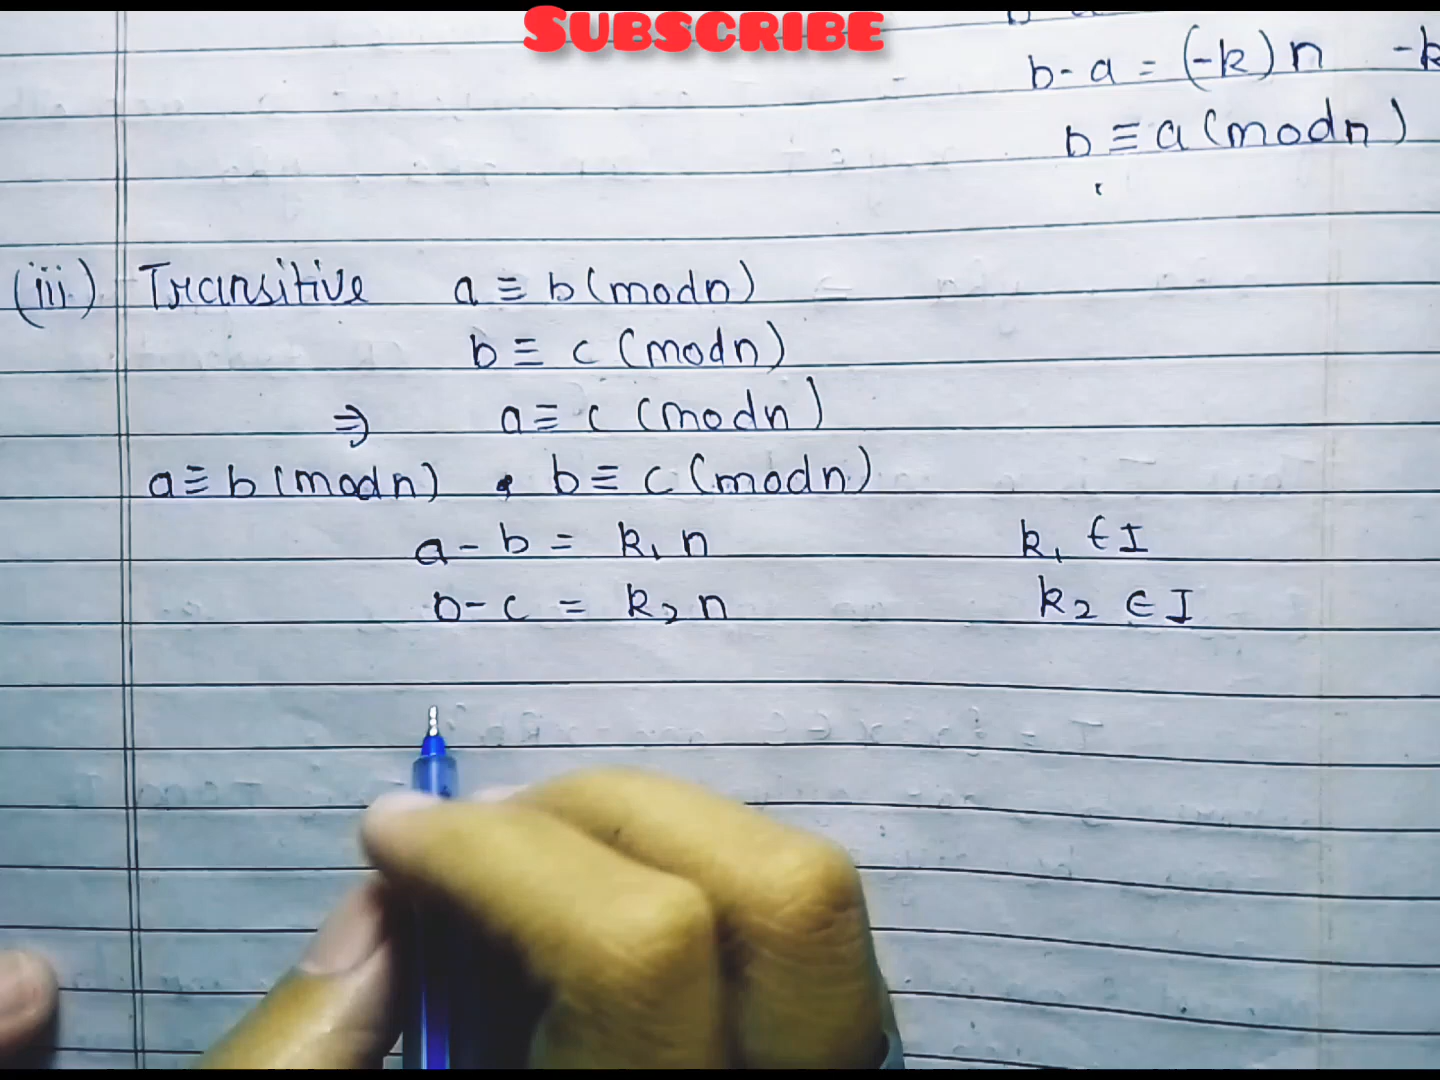 SUBSCRIBE
b - a = (-k) n -k
b ≡ a (mod n)
(iii) Transitive a ≡ b (mod n)
b ≡ c (mod n)
⇒ a ≡ c (mod n)
a ≡ b (mod n) , b ≡ c (mod n)
a - b = k₁ n k₁ ∈ I
b - c = k₂ n k₂ ∈ I